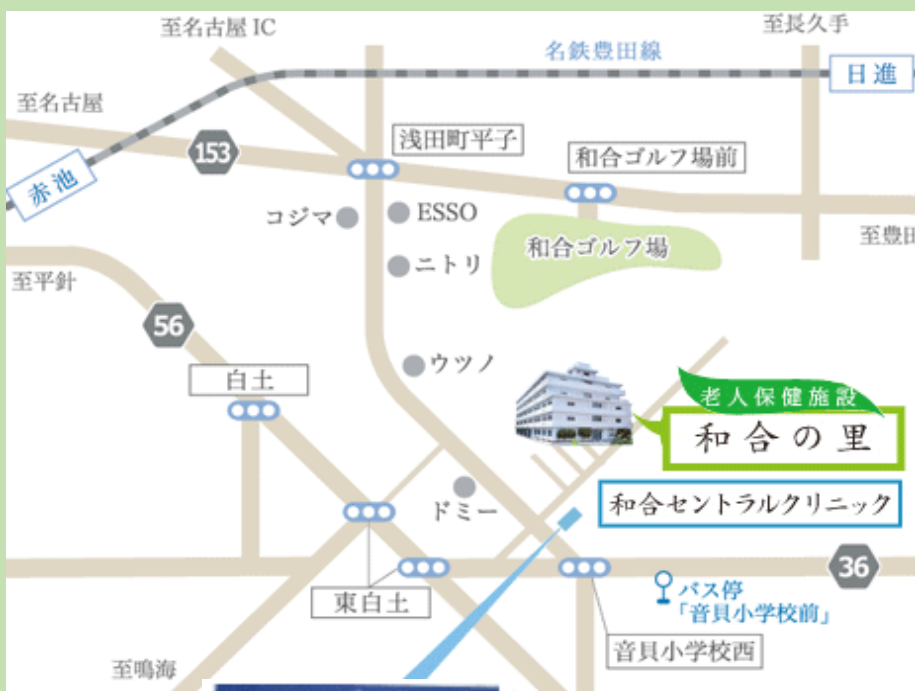 至名古屋 IC
至長久手
名鉄豊田線
日進
至名古屋
153
浅田町平子
和合ゴルフ場前
赤池
コジマ
ESSO
和合ゴルフ場
至豊田
ニトリ
至平針
56
ウツノ
白土
老人保健施設
和合の里
ドミー
和合セントラルクリニック
36
東白土
バス停
「音貝小学校前」
音貝小学校西
至鳴海